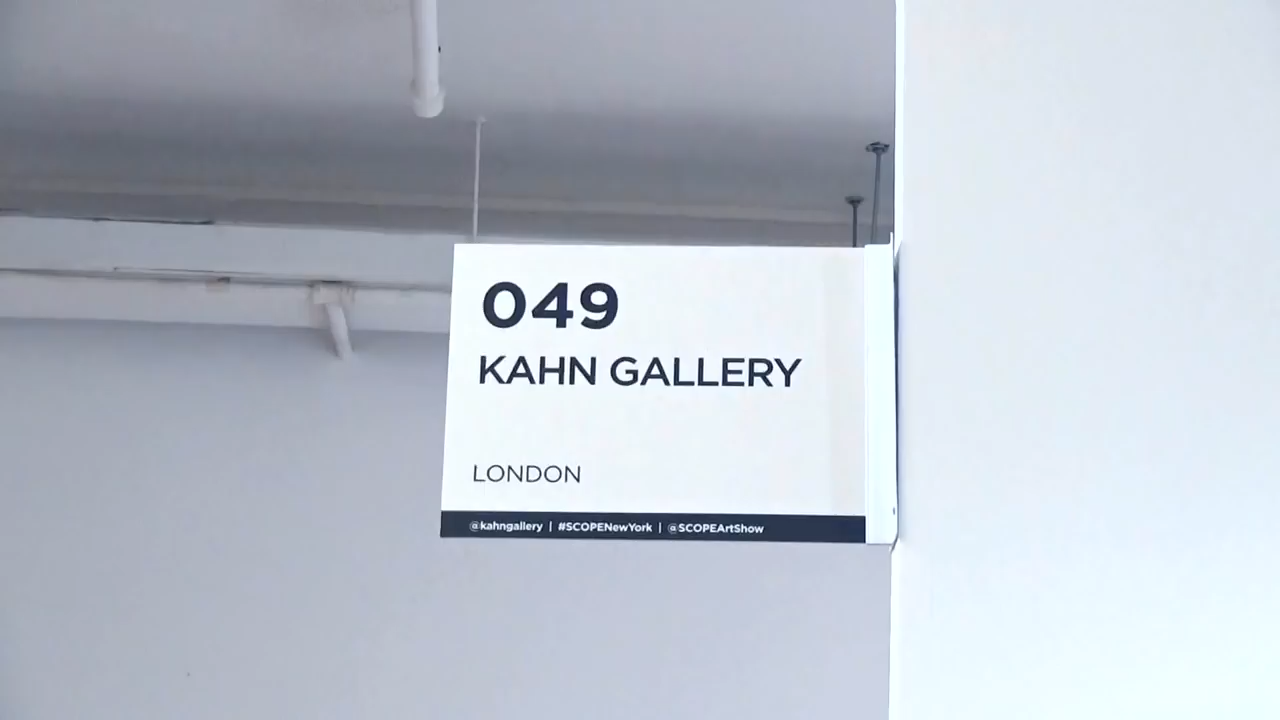 049
KAHN GALLERY
LONDON
@kahngallery | #SCOPENewYork | @SCOPEArtShow